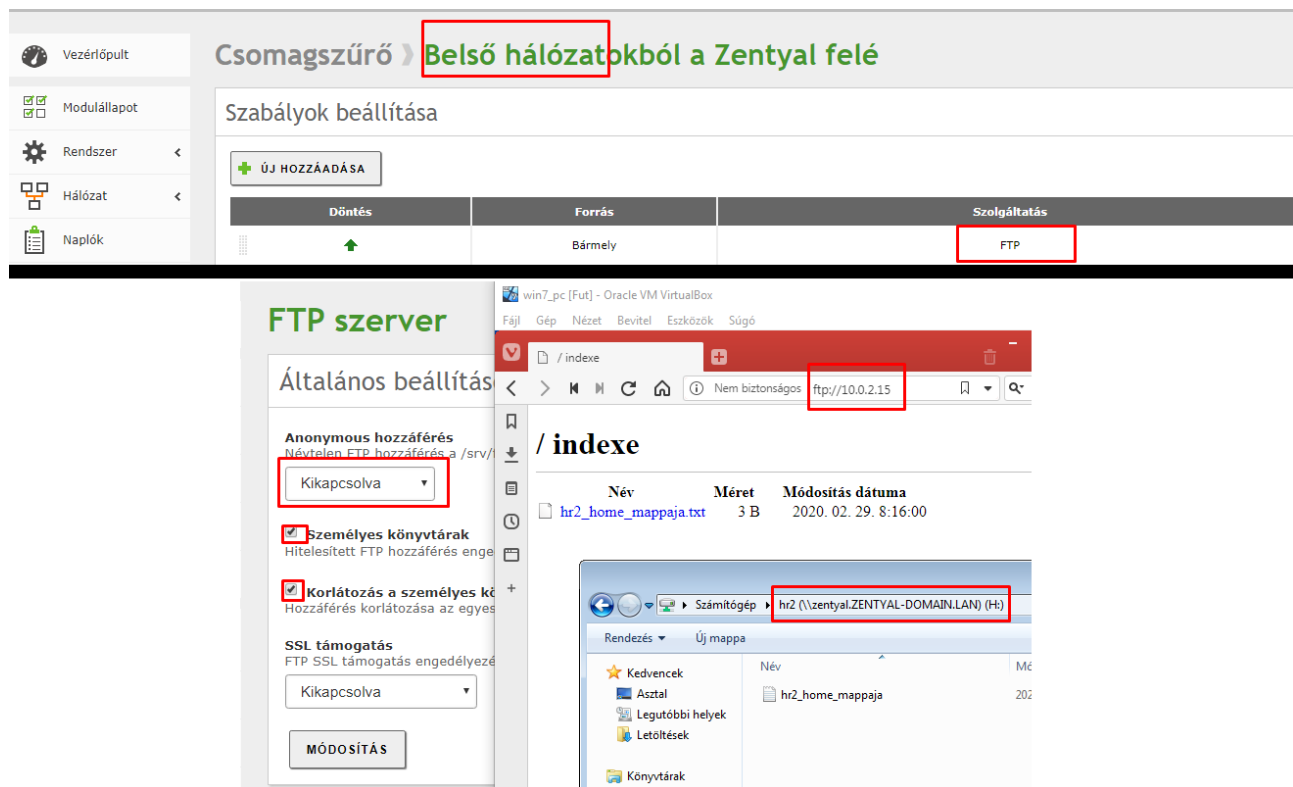 Vezérlőpult
Csomagszűrő ⟩ Belső hálózatokból a Zentyal felé
Modulállapot
Szabályok beállítása
Rendszer
ÚJ HOZZÁADÁSA
Hálózat
Döntés Forrás Szolgáltatás
Naplók
Bármely FTP
FTP szerver
Általános beállítás
Anonymous hozzáférés
Névtelen FTP hozzáférés a /srv/
Kikapcsolva
Személyes könyvtárak
Hitelesített FTP hozzáférés enge
Korlátozás a személyes kö
Hozzáférés korlátozása az egyes
SSL támogatás
FTP SSL támogatás engedélyezé
Kikapcsolva
MÓDOSÍTÁS
win7_pc [Fut] - Oracle VM VirtualBox
Fájl Gép Nézet Bevitel Eszközök Súgó
/ indexe
Nem biztonságos ftp://10.0.2.15
/ indexe
Név Méret Módosítás dátuma
hr2_home_mappaja.txt 3 B 2020. 02. 29. 8:16:00
Számítógép hr2 (\\zentyal.ZENTYAL-DOMAIN.LAN) (H:)
Rendezés Új mappa
Kedvencek
Asztal
Legutóbbi helyek
Letöltések
Könyvtárak
Név Mó
hr2_home_mappaja 202